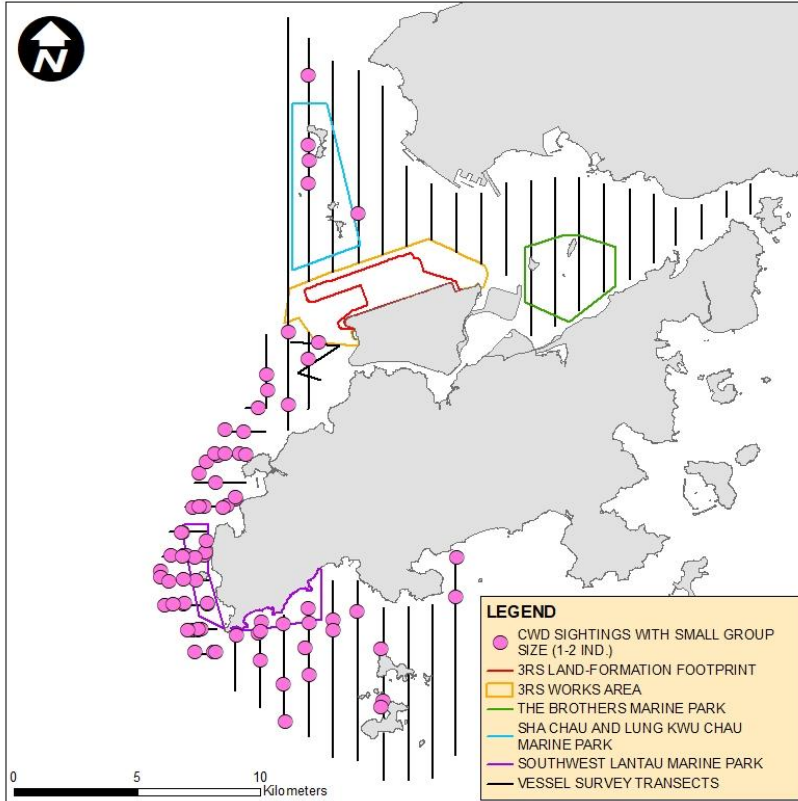 N
LEGEND
CWD SIGHTINGS WITH SMALL GROUP
SIZE (1-2 IND.)
3RS LAND-FORMATION FOOTPRINT
3RS WORKS AREA
THE BROTHERS MARINE PARK
SHA CHAU AND LUNG KWU CHAU
MARINE PARK
SOUTHWEST LANTAU MARINE PARK
VESSEL SURVEY TRANSECTS
0 5 10
Kilometers